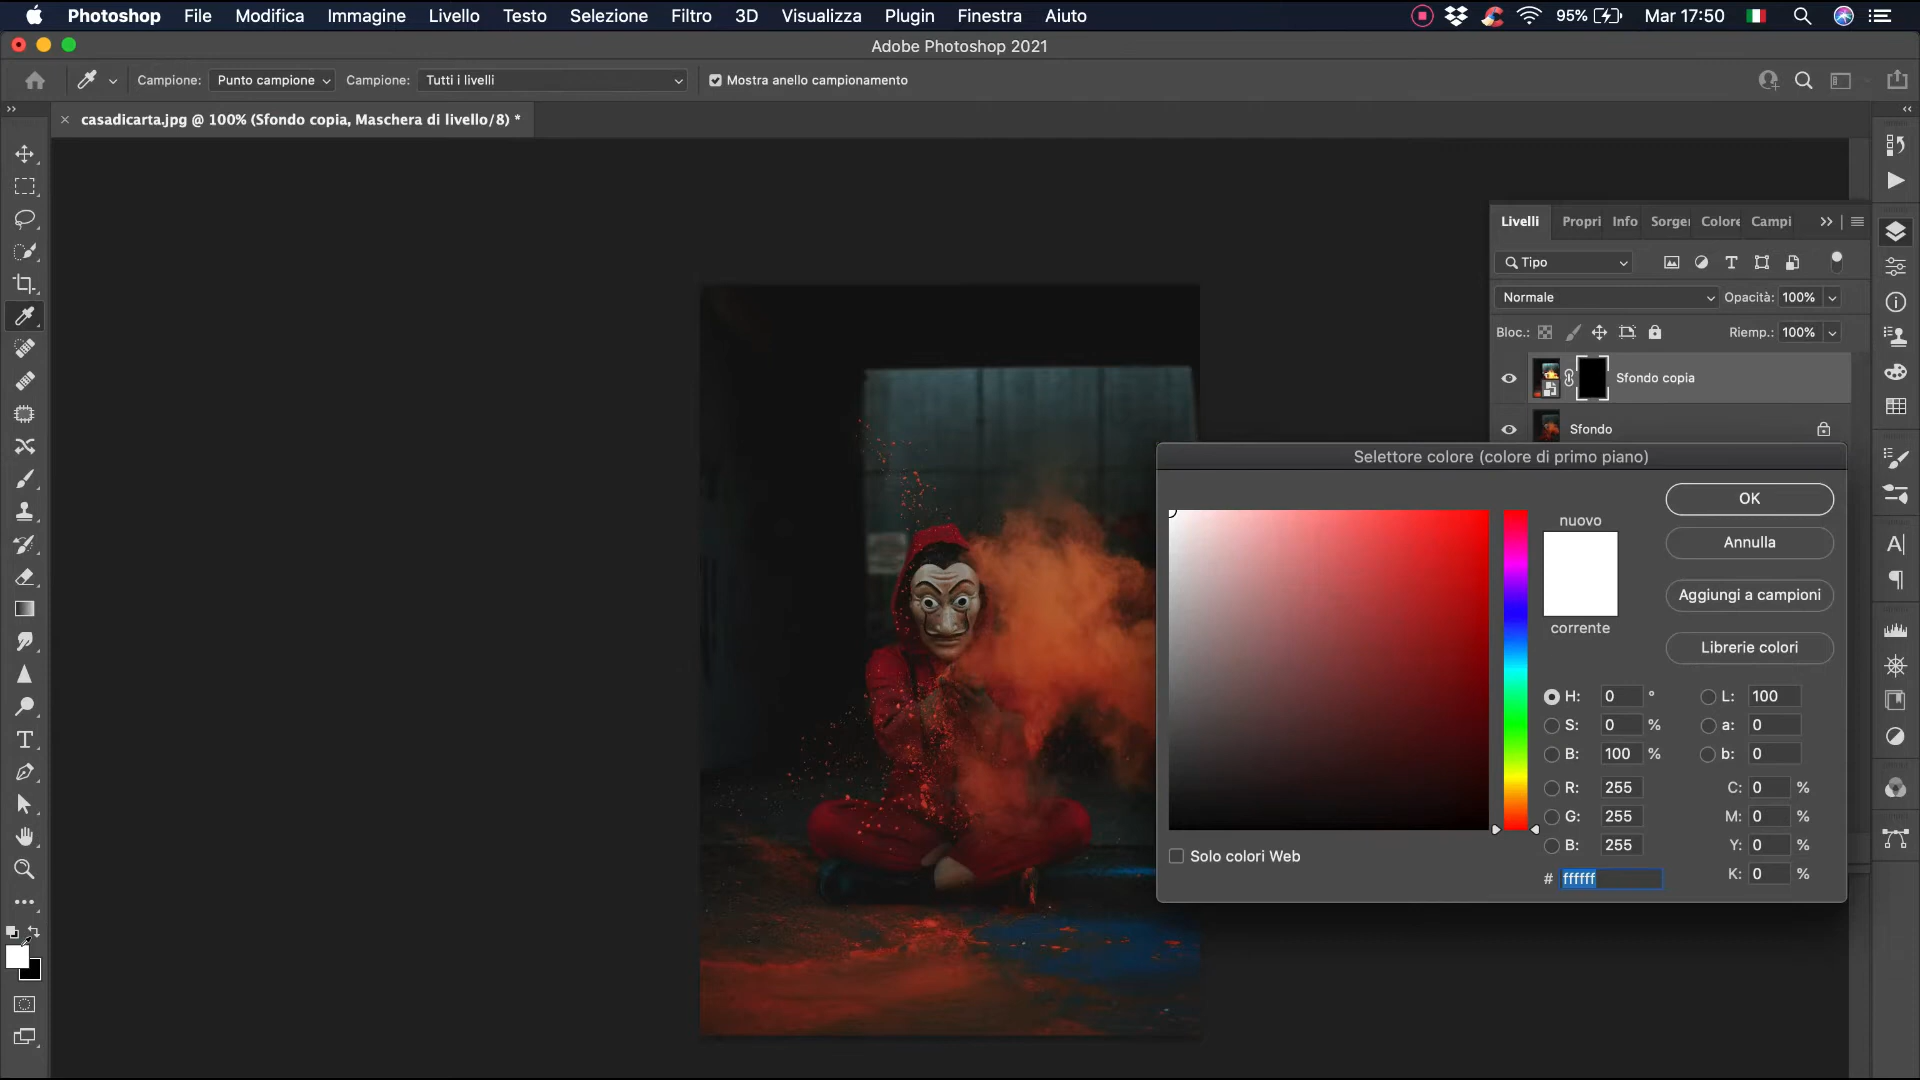 Photoshop File Modifica Immagine Livello Testo Selezione Filtro 3D Visualizza Plugin Finestra Aiuto 95% Mar 17:50
Adobe Photoshop 2021
Campione: Punto campione Campione: Tutti i livelli Mostra anello campionamento
casadicarta.jpg @ 100% (Sfondo copia, Maschera di livello/8) *
Livelli Propri Info Sorger Colore Campi
Tipo
Normale Opacità: 100%
Bloc.: Riemp.: 100%
Sfondo copia
Sfondo
Selettore colore (colore di primo piano)
OK
nuovo
Annulla
Aggiungi a campioni
corrente
Librerie colori
H: 0 ° L: 100
S: 0 % a: 0
B: 100 % b: 0
R: 255 C: 0 %
G: 255 M: 0 %
B: 255 Y: 0 %
Solo colori Web
# ffffff K: 0 %